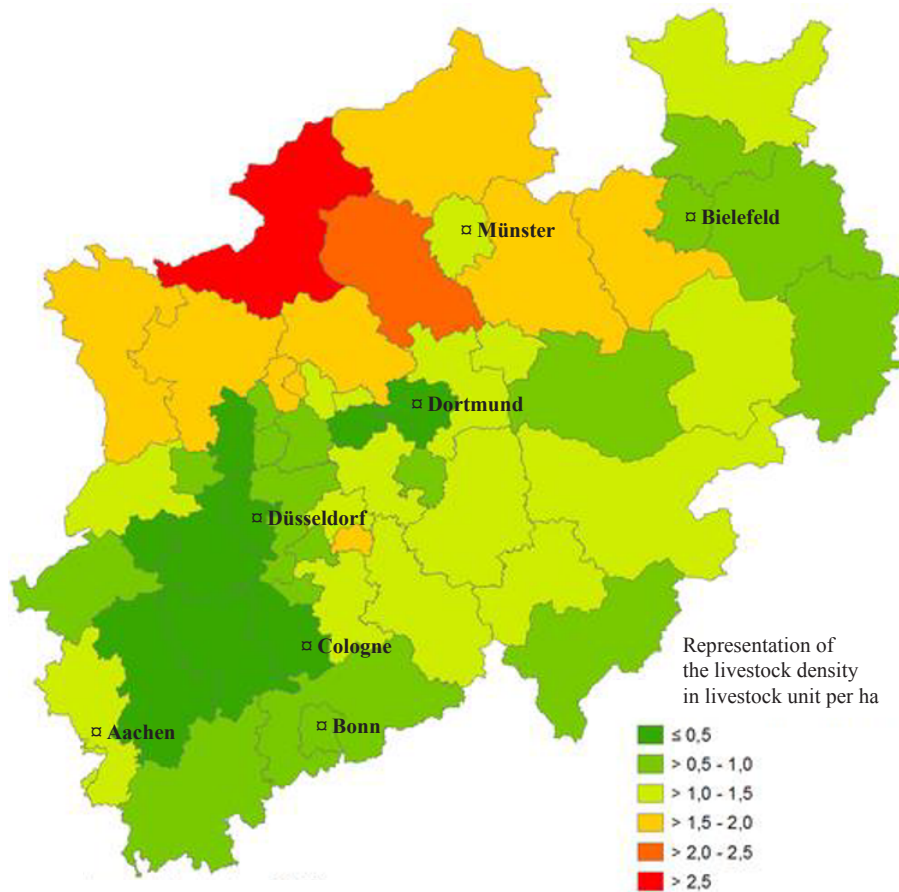 ¤ Münster
¤ Bielefeld
¤ Dortmund
¤ Düsseldorf
¤ Cologne
¤ Aachen
¤ Bonn
Representation of
the livestock density
in livestock unit per ha
≤ 0,5
> 0,5 - 1,0
> 1,0 - 1,5
> 1,5 - 2,0
> 2,0 - 2,5
> 2,5